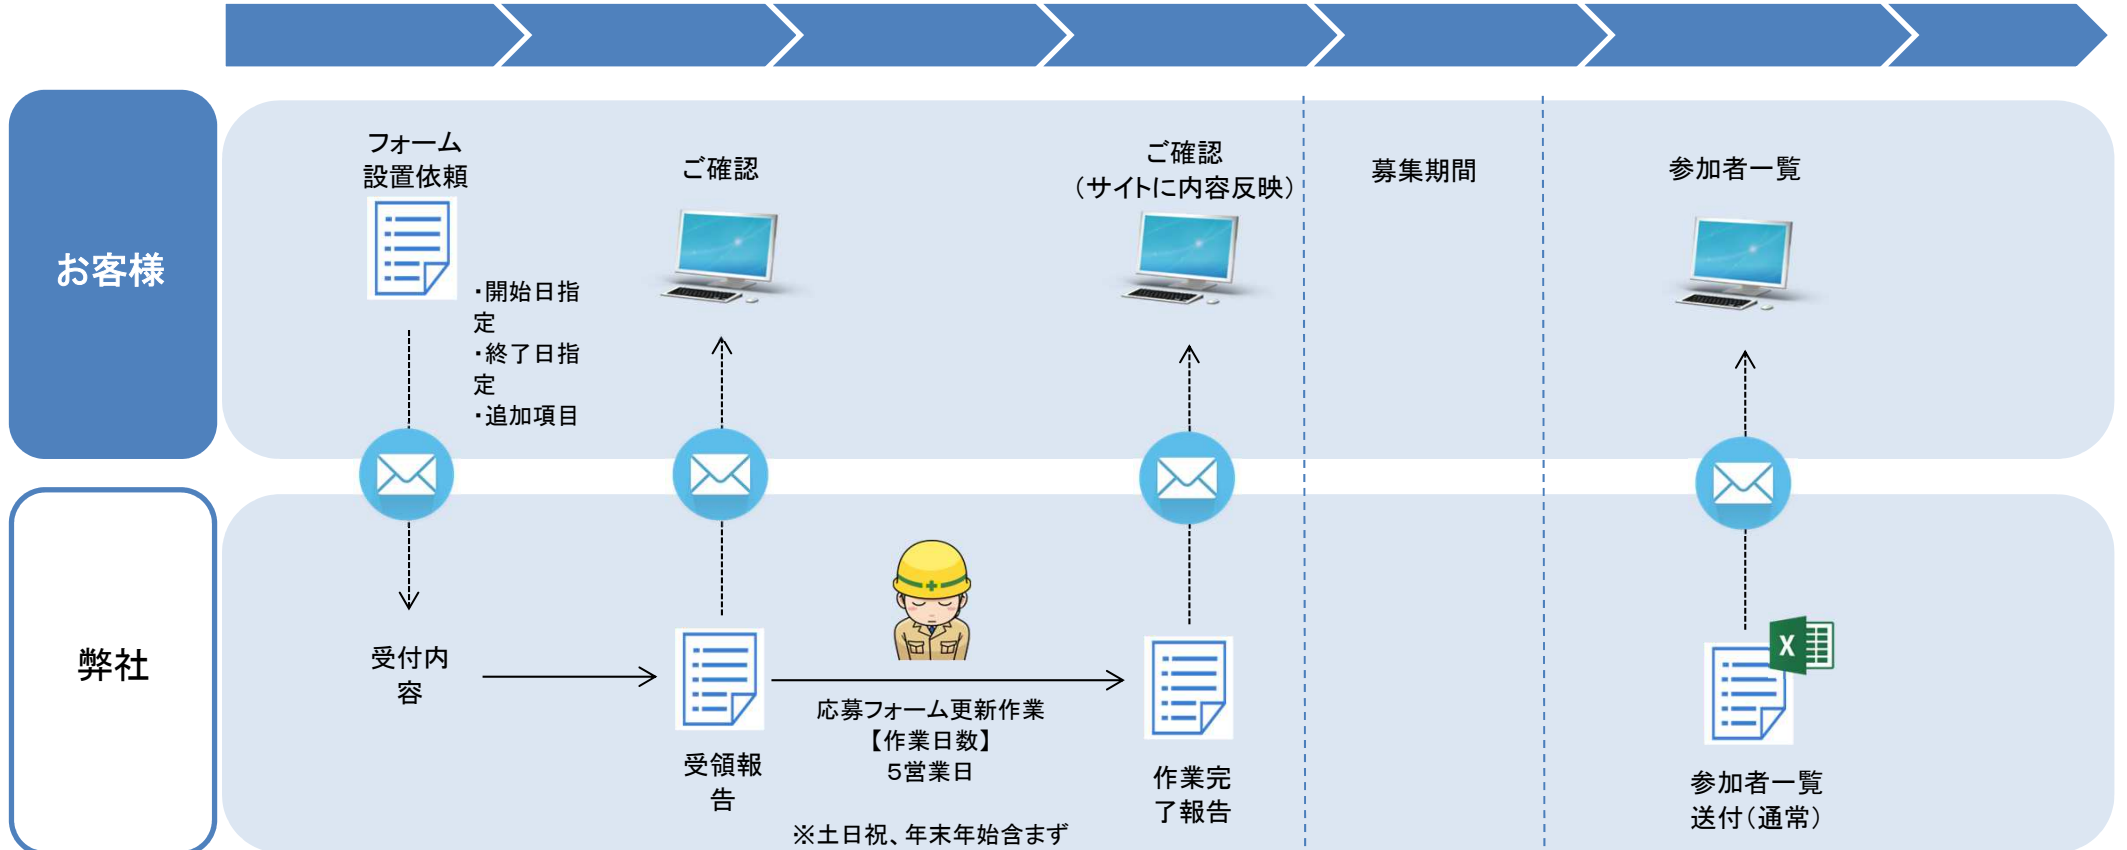 お客様
フォーム
設置依頼
・開始日指
定
・終了日指
定
・追加項目
ご確認
ご確認
（サイトに内容反映）
募集期間
参加者一覧
弊社
受付内
容
受領報
告
応募フォーム更新作業
【作業日数】
５営業日
※土日祝、年末年始含まず
作業完
了報告
X
参加者一覧
送付（通常）